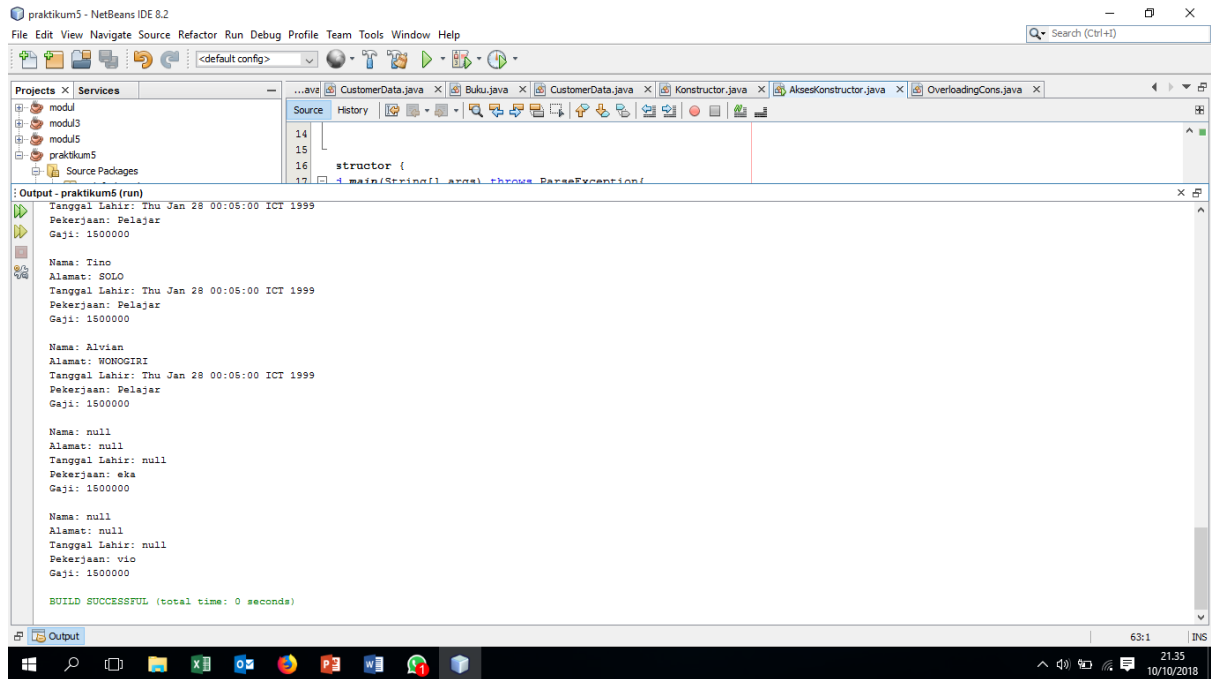 praktikum5 - NetBeans IDE 8.2
File Edit View Navigate Source Refactor Run Debug Profile Team Tools Window Help
Search (Ctrl+I)
<default config>
Projects Services
...ava CustomerData.java Buku.java CustomerData.java Konstructor.java AksesKonstructor.java OverloadingCons.java
modul
modul3
modul5
praktikum5
Source Packages
Source History
14
15
16 structor {
17 d main(String[] args) throws ParseException{
Output - praktikum5 (run)
Tanggal Lahir: Thu Jan 28 00:05:00 ICT 1999
Pekerjaan: Pelajar
Gaji: 1500000
Nama: Tino
Alamat: SOLO
Tanggal Lahir: Thu Jan 28 00:05:00 ICT 1999
Pekerjaan: Pelajar
Gaji: 1500000
Nama: Alvian
Alamat: WONOGIRI
Tanggal Lahir: Thu Jan 28 00:05:00 ICT 1999
Pekerjaan: Pelajar
Gaji: 1500000
Nama: null
Alamat: null
Tanggal Lahir: null
Pekerjaan: eka
Gaji: 1500000
Nama: null
Alamat: null
Tanggal Lahir: null
Pekerjaan: vio
Gaji: 1500000
BUILD SUCCESSFUL (total time: 0 seconds)
Output
63:1 INS
21.35
10/10/2018